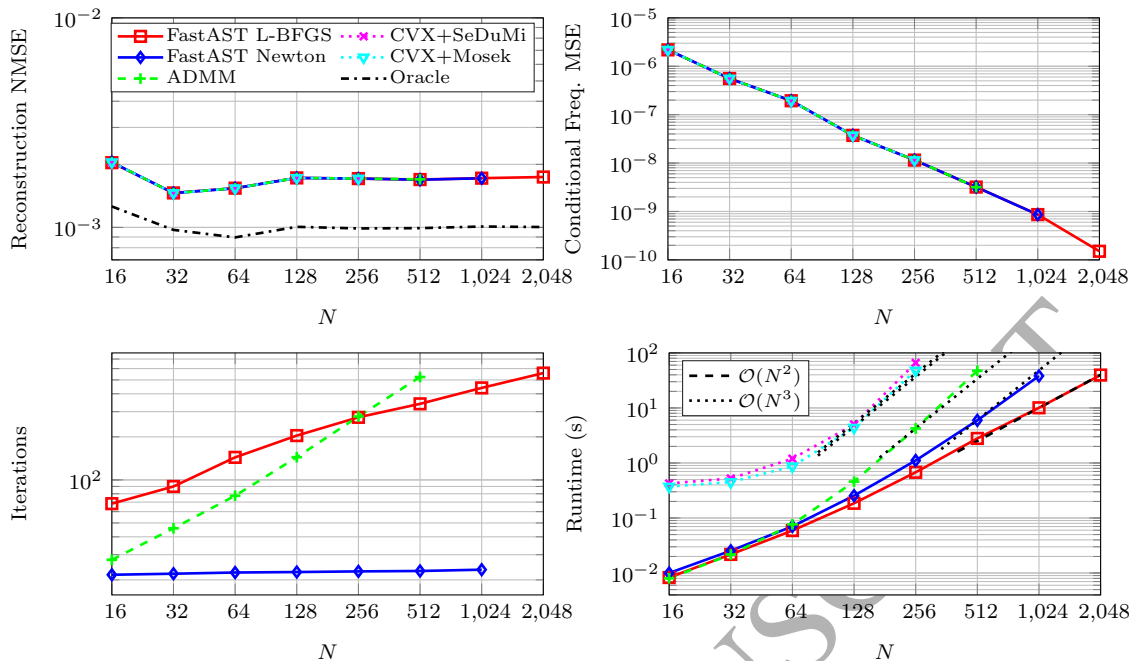 10^−2
FastAST L-BFGS
CVX+SeDuMi
FastAST Newton
CVX+Mosek
ADMM
Oracle
10^−3
Reconstruction NMSE
16 32 64 128 256 512 1,024 2,048
N
10^−5
10^−6
10^−7
10^−8
10^−9
10^−10
Conditional Freq. MSE
16 32 64 128 256 512 1,024 2,048
N
10^2
Iterations
16 32 64 128 256 512 1,024 2,048
N
10^2
10^1
10^0
10^−1
10^−2
Runtime (s)
O(N^2)
O(N^3)
16 32 64 128 256 512 1,024 2,048
N